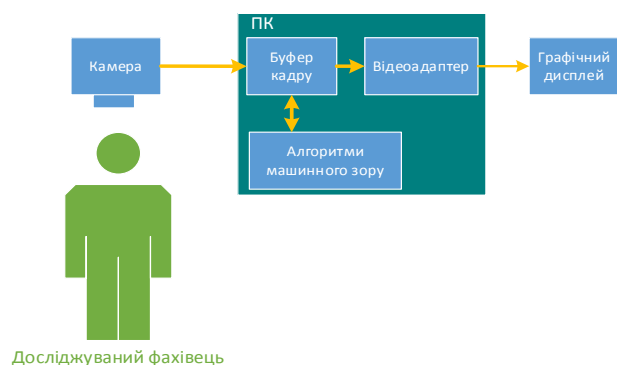 ПК
Камера
Буфер
кадру
Відеоадаптер
Графічний
дисплей
Алгоритми
машинного зору
Досліджуваний фахівець